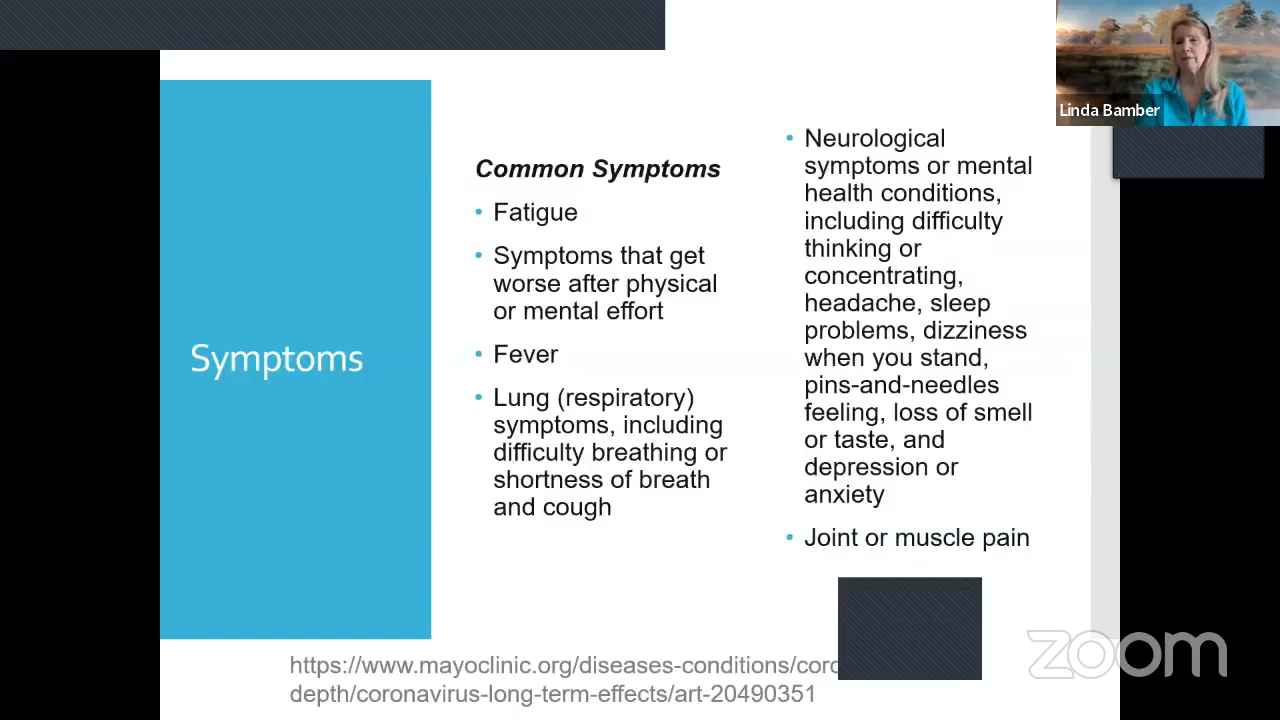 Linda Bamber
Symptoms
Common Symptoms
• Fatigue
• Symptoms that get
worse after physical
or mental effort
• Fever
• Lung (respiratory)
symptoms, including
difficulty breathing or
shortness of breath
and cough
• Neurological
symptoms or mental
health conditions,
including difficulty
thinking or
concentrating,
headache, sleep
problems, dizziness
when you stand,
pins-and-needles
feeling, loss of smell
or taste, and
depression or
anxiety
• Joint or muscle pain
https://www.mayoclinic.org/diseases-conditions/coro
depth/coronavirus-long-term-effects/art-20490351
zoom